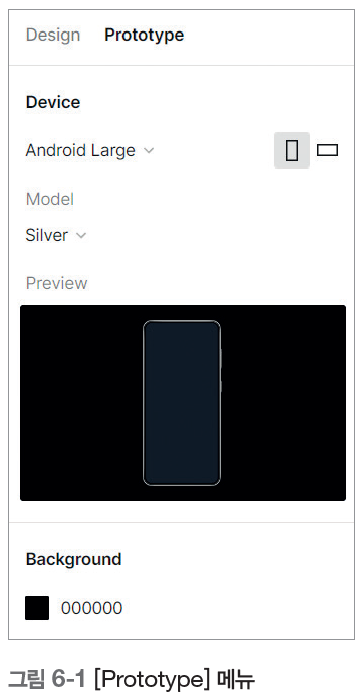 Design Prototype
Device
Android Large
Model
Silver
Preview
Background
000000
그림 6-1 [Prototype] 메뉴